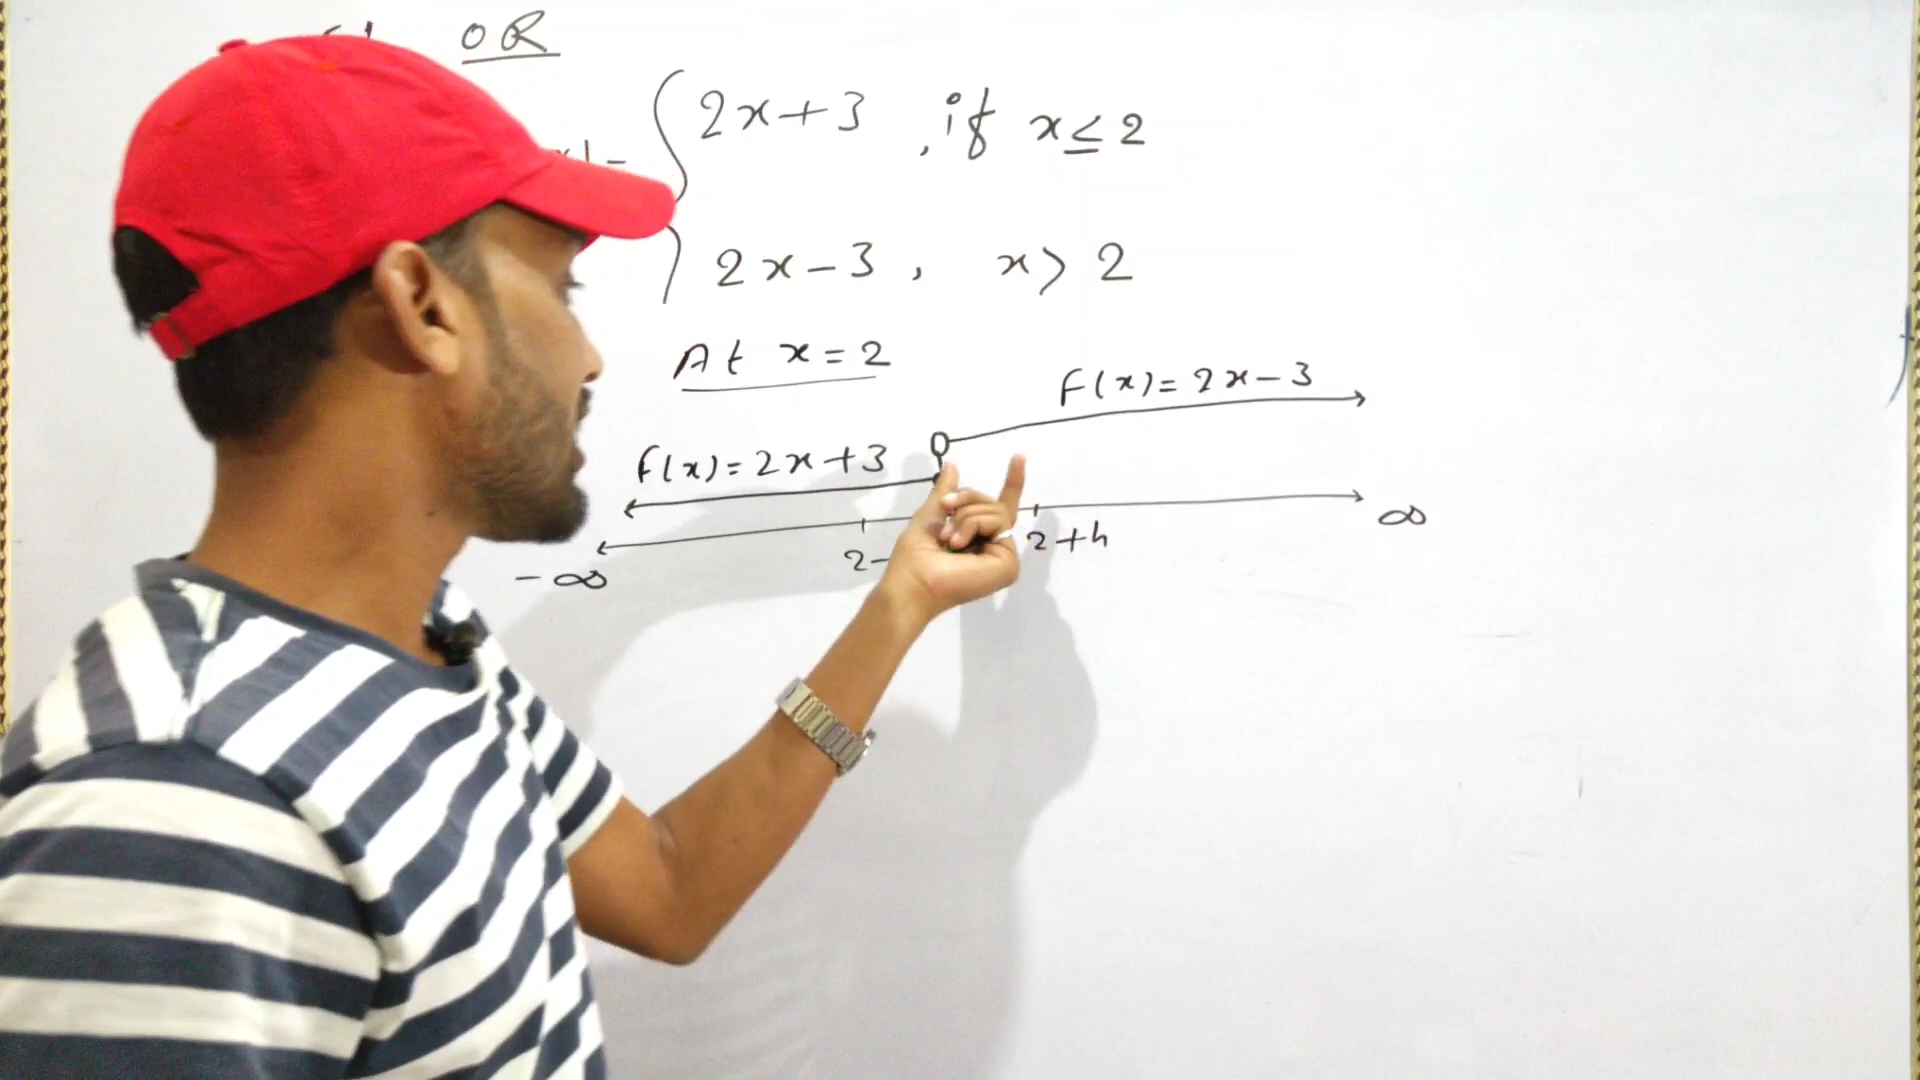 OR
2x+3 , if x≤2
2x-3 , x> 2
At x=2
F(x)= 2x-3
f(x)= 2x+3
-∞ 2- 2+h ∞